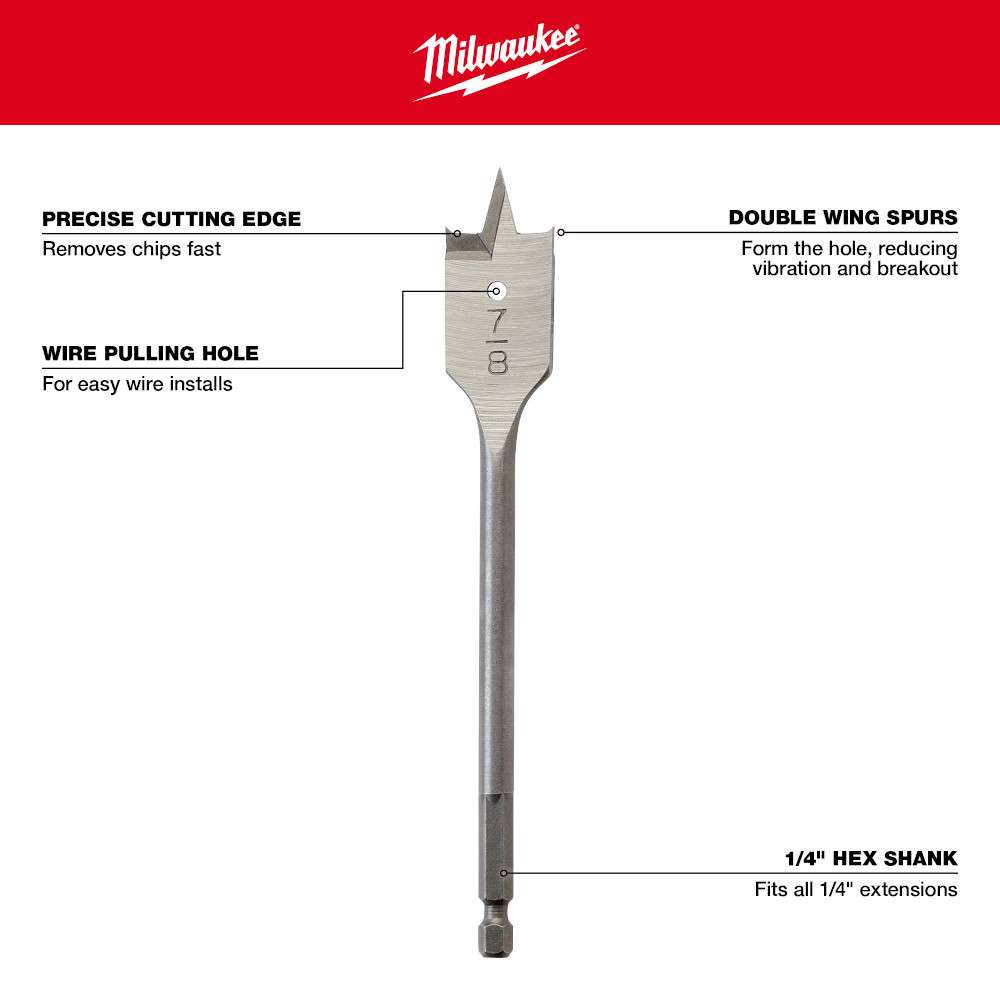 Milwaukee
PRECISE CUTTING EDGE
Removes chips fast
DOUBLE WING SPURS
Form the hole, reducing
vibration and breakout
WIRE PULLING HOLE
For easy wire installs
7
8
1/4" HEX SHANK
Fits all 1/4" extensions